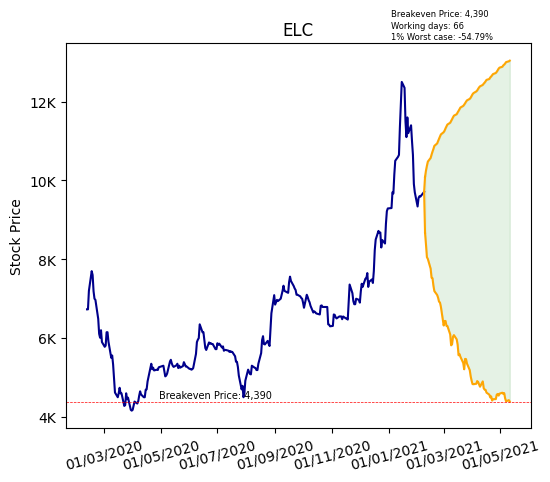 Breakeven Price: 4,390
Working days: 66
1% Worst case: -54.79%
ELC
Stock Price
12K
10K
8K
6K
4K
Breakeven Price: 4,390
01/03/2020 01/05/2020 01/07/2020 01/09/2020 01/11/2020 01/01/2021 01/03/2021 01/05/2021